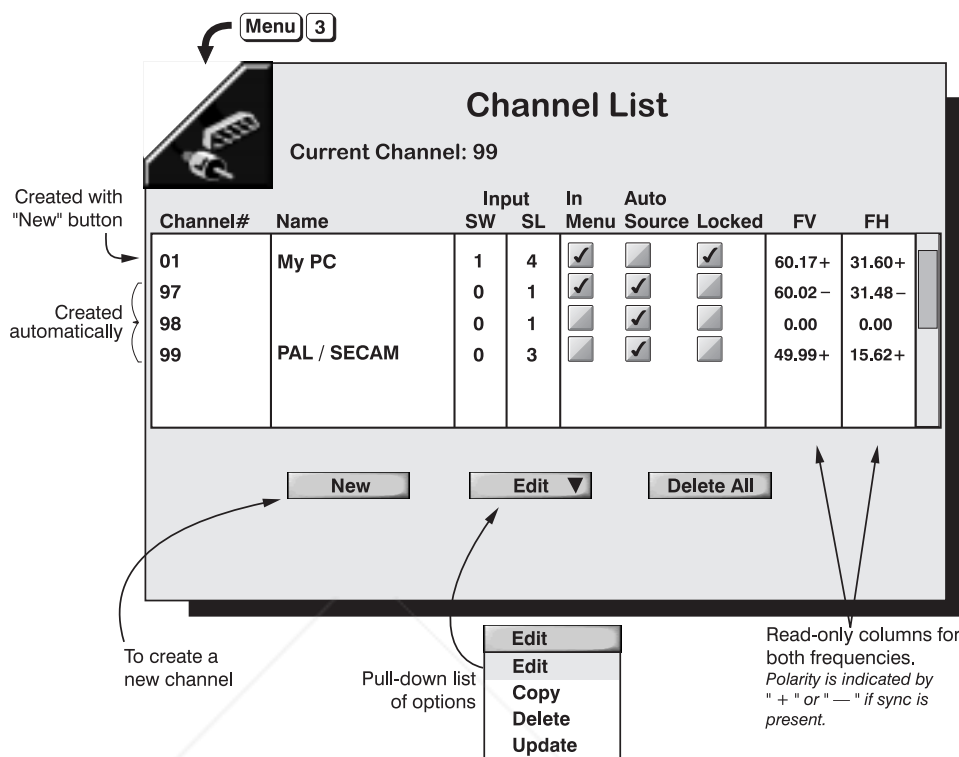 Menu 3
Channel List
Current Channel: 99
Created with
"New" button
Input
In
Auto
Channel# Name SW SL Menu Source Locked FV FH
01 My PC 1 4 ✓ ✓ 60.17+ 31.60+
Created
automatically
97 0 1 ✓ ✓ 60.02– 31.48–
98 0 1 ✓ 0.00 0.00
99 PAL / SECAM 0 3 ✓ 49.99+ 15.62+
New Edit ▼ Delete All
To create a
new channel
Pull-down list
of options
Edit
Edit
Copy
Delete
Update
Read-only columns for
both frequencies.
Polarity is indicated by
" + " or " — " if sync is
present.